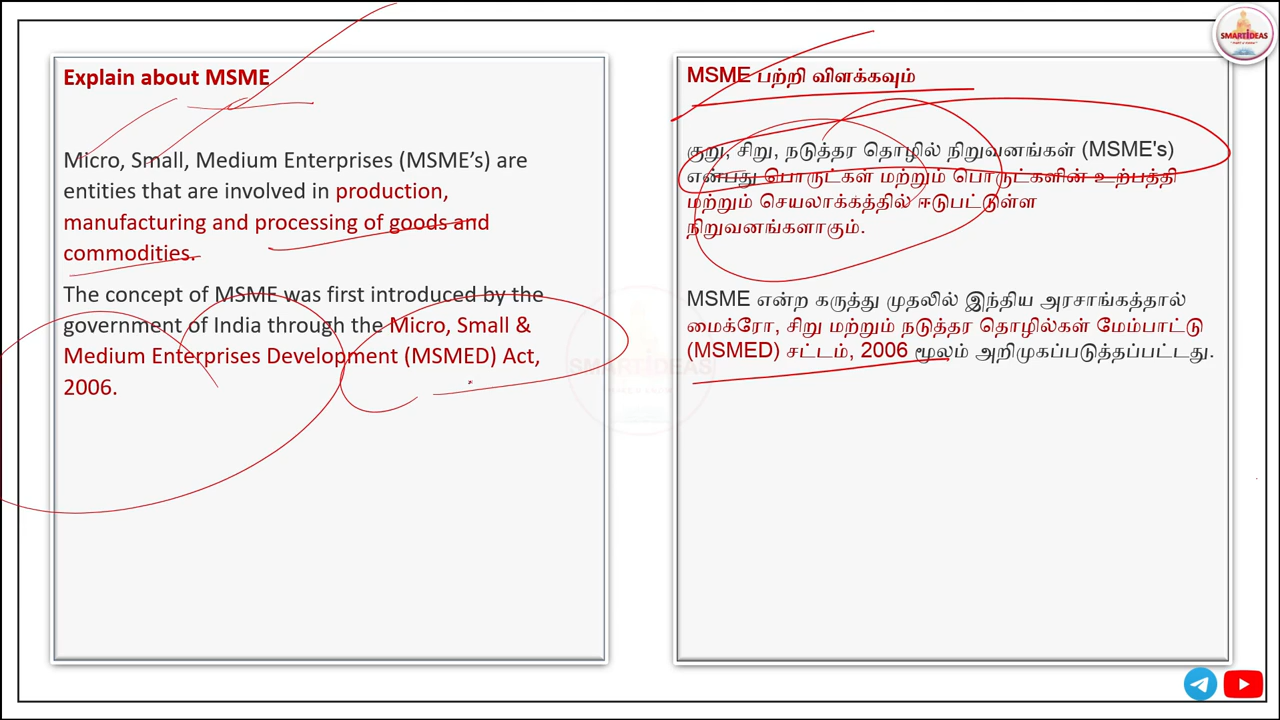 SMARTIDEAS
Explain about MSME
Micro, Small, Medium Enterprises (MSME's) are
entities that are involved in production,
manufacturing and processing of goods and
commodities.
The concept of MSME was first introduced by the
government of India through the Micro, Small &
Medium Enterprises Development (MSMED) Act,
2006.
MSME பற்றி விளக்கவும்
குறு, சிறு, நடுத்தர தொழில் நிறுவனங்கள் (MSME's)
என்பது பொருட்கள் மற்றும் பொருட்களின் உற்பத்தி
மற்றும் செயலாக்கத்தில் ஈடுபட்டுள்ள
நிறுவனங்களாகும்.
MSME என்ற கருத்து முதலில் இந்திய அரசாங்கத்தால்
மைக்ரோ, சிறு மற்றும் நடுத்தர தொழில்கள் மேம்பாட்டு
(MSMED) சட்டம், 2006 மூலம் அறிமுகப்படுத்தப்பட்டது.
SMARTIDEAS